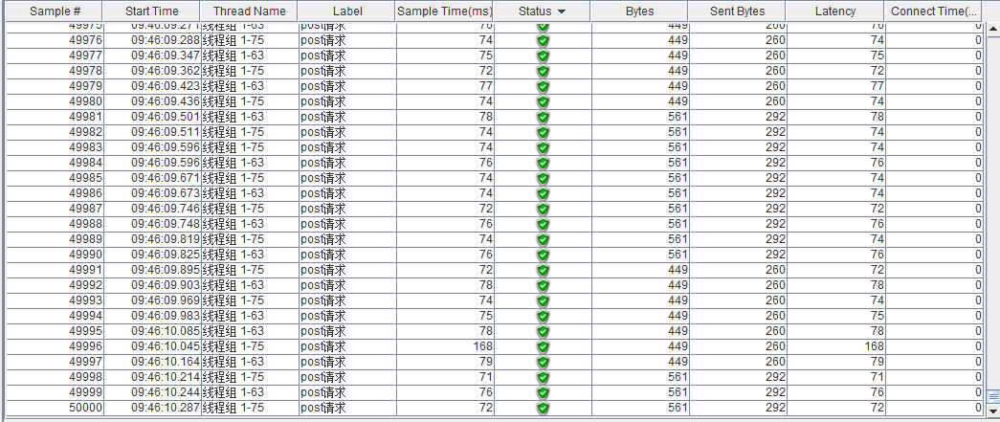 Sample # Start Time Thread Name Label Sample Time(ms) Status Bytes Sent Bytes Latency Connect Time(...
49975 09:46:09.271 线程组 1-63 post请求 76 449 260 76 0
49976 09:46:09.288 线程组 1-75 post请求 74 449 260 74 0
49977 09:46:09.347 线程组 1-63 post请求 75 449 260 75 0
49978 09:46:09.362 线程组 1-75 post请求 72 449 260 72 0
49979 09:46:09.423 线程组 1-63 post请求 77 449 260 77 0
49980 09:46:09.436 线程组 1-75 post请求 74 449 260 74 0
49981 09:46:09.501 线程组 1-63 post请求 78 561 292 78 0
49982 09:46:09.511 线程组 1-75 post请求 74 561 292 74 0
49983 09:46:09.596 线程组 1-75 post请求 74 561 292 74 0
49984 09:46:09.596 线程组 1-63 post请求 76 561 292 76 0
49985 09:46:09.671 线程组 1-75 post请求 74 561 292 74 0
49986 09:46:09.673 线程组 1-63 post请求 74 561 292 74 0
49987 09:46:09.746 线程组 1-75 post请求 72 561 292 72 0
49988 09:46:09.748 线程组 1-63 post请求 76 561 292 76 0
49989 09:46:09.819 线程组 1-75 post请求 74 561 292 74 0
49990 09:46:09.825 线程组 1-63 post请求 76 561 292 76 0
49991 09:46:09.895 线程组 1-75 post请求 72 561 292 72 0
49992 09:46:09.903 线程组 1-63 post请求 78 449 260 78 0
49993 09:46:09.969 线程组 1-75 post请求 74 449 260 74 0
49994 09:46:09.983 线程组 1-63 post请求 75 449 260 75 0
49995 09:46:10.085 线程组 1-63 post请求 78 449 260 78 0
49996 09:46:10.045 线程组 1-75 post请求 168 449 260 168 0
49997 09:46:10.164 线程组 1-63 post请求 79 449 260 79 0
49998 09:46:10.214 线程组 1-75 post请求 71 561 292 71 0
49999 09:46:10.244 线程组 1-63 post请求 76 561 292 76 0
50000 09:46:10.287 线程组 1-75 post请求 72 561 292 72 0